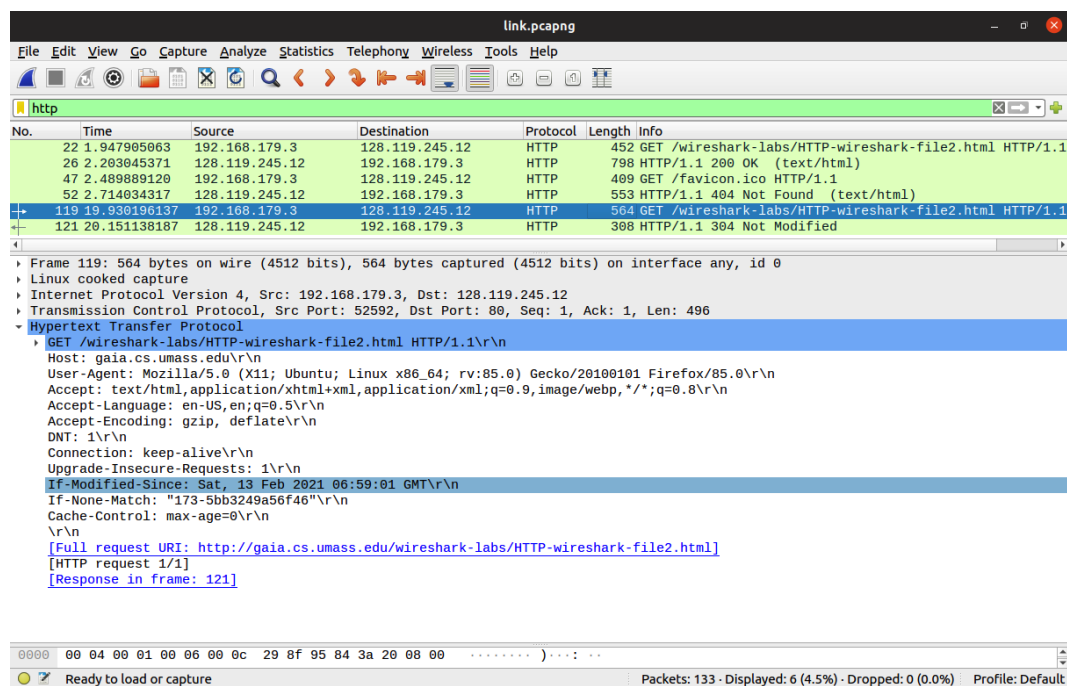 link.pcapng
File Edit View Go Capture Analyze Statistics Telephony Wireless Tools Help
http
No. Time Source Destination Protocol Length Info
22 1.947905063 192.168.179.3 128.119.245.12 HTTP 452 GET /wireshark-labs/HTTP-wireshark-file2.html HTTP/1.1
26 2.203045371 128.119.245.12 192.168.179.3 HTTP 798 HTTP/1.1 200 OK (text/html)
47 2.489889120 192.168.179.3 128.119.245.12 HTTP 409 GET /favicon.ico HTTP/1.1
52 2.714034317 128.119.245.12 192.168.179.3 HTTP 553 HTTP/1.1 404 Not Found (text/html)
119 19.930196137 192.168.179.3 128.119.245.12 HTTP 564 GET /wireshark-labs/HTTP-wireshark-file2.html HTTP/1.1
121 20.151138187 128.119.245.12 192.168.179.3 HTTP 308 HTTP/1.1 304 Not Modified
Frame 119: 564 bytes on wire (4512 bits), 564 bytes captured (4512 bits) on interface any, id 0
Linux cooked capture
Internet Protocol Version 4, Src: 192.168.179.3, Dst: 128.119.245.12
Transmission Control Protocol, Src Port: 52592, Dst Port: 80, Seq: 1, Ack: 1, Len: 496
Hypertext Transfer Protocol
GET /wireshark-labs/HTTP-wireshark-file2.html HTTP/1.1\r\n
Host: gaia.cs.umass.edu\r\n
User-Agent: Mozilla/5.0 (X11; Ubuntu; Linux x86_64; rv:85.0) Gecko/20100101 Firefox/85.0\r\n
Accept: text/html,application/xhtml+xml,application/xml;q=0.9,image/webp,*/*;q=0.8\r\n
Accept-Language: en-US,en;q=0.5\r\n
Accept-Encoding: gzip, deflate\r\n
DNT: 1\r\n
Connection: keep-alive\r\n
Upgrade-Insecure-Requests: 1\r\n
If-Modified-Since: Sat, 13 Feb 2021 06:59:01 GMT\r\n
If-None-Match: "173-5bb3249a56f46"\r\n
Cache-Control: max-age=0\r\n
\r\n
[Full request URI: http://gaia.cs.umass.edu/wireshark-labs/HTTP-wireshark-file2.html]
[HTTP request 1/1]
[Response in frame: 121]
0000 00 04 00 01 00 06 00 0c 29 8f 95 84 3a 20 08 00 ········ )···: ··
Ready to load or capture Packets: 133 · Displayed: 6 (4.5%) · Dropped: 0 (0.0%) Profile: Default